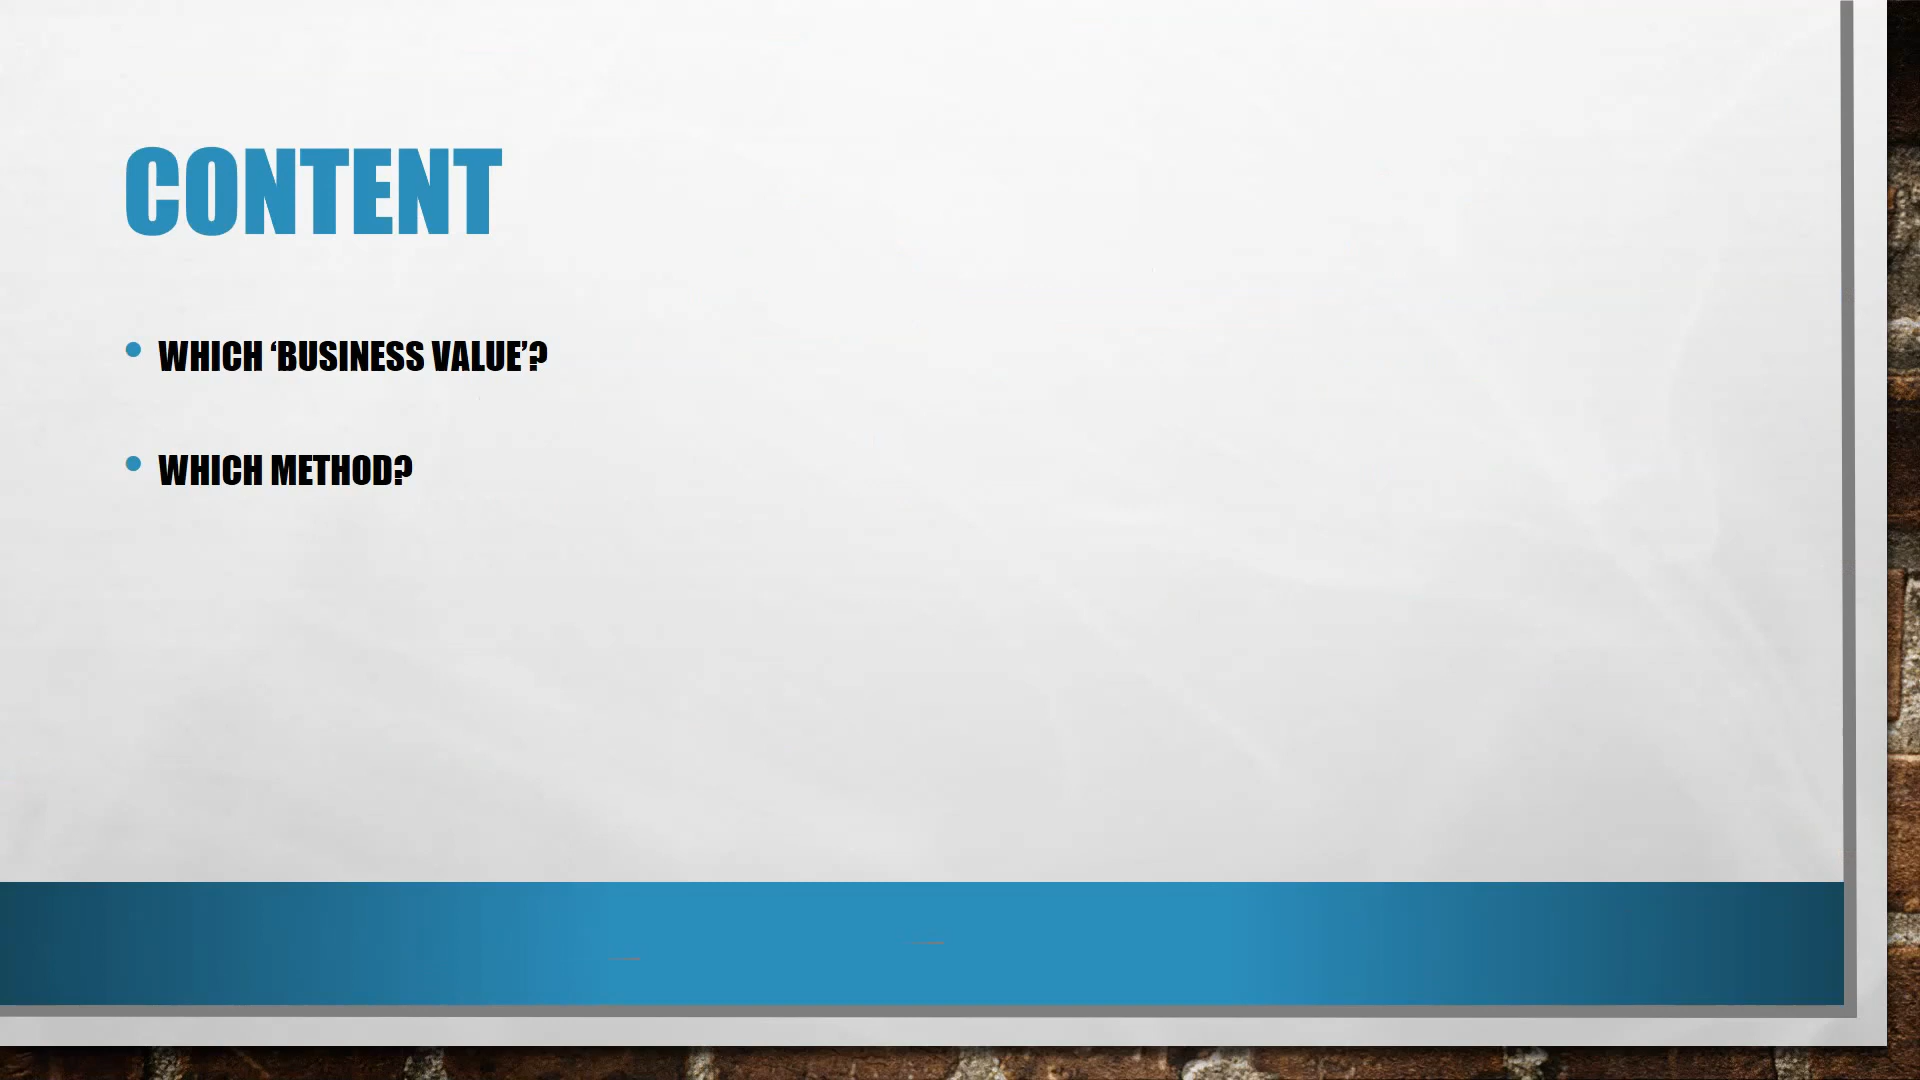 CONTENT
• WHICH ‘BUSINESS VALUE’?
• WHICH METHOD?